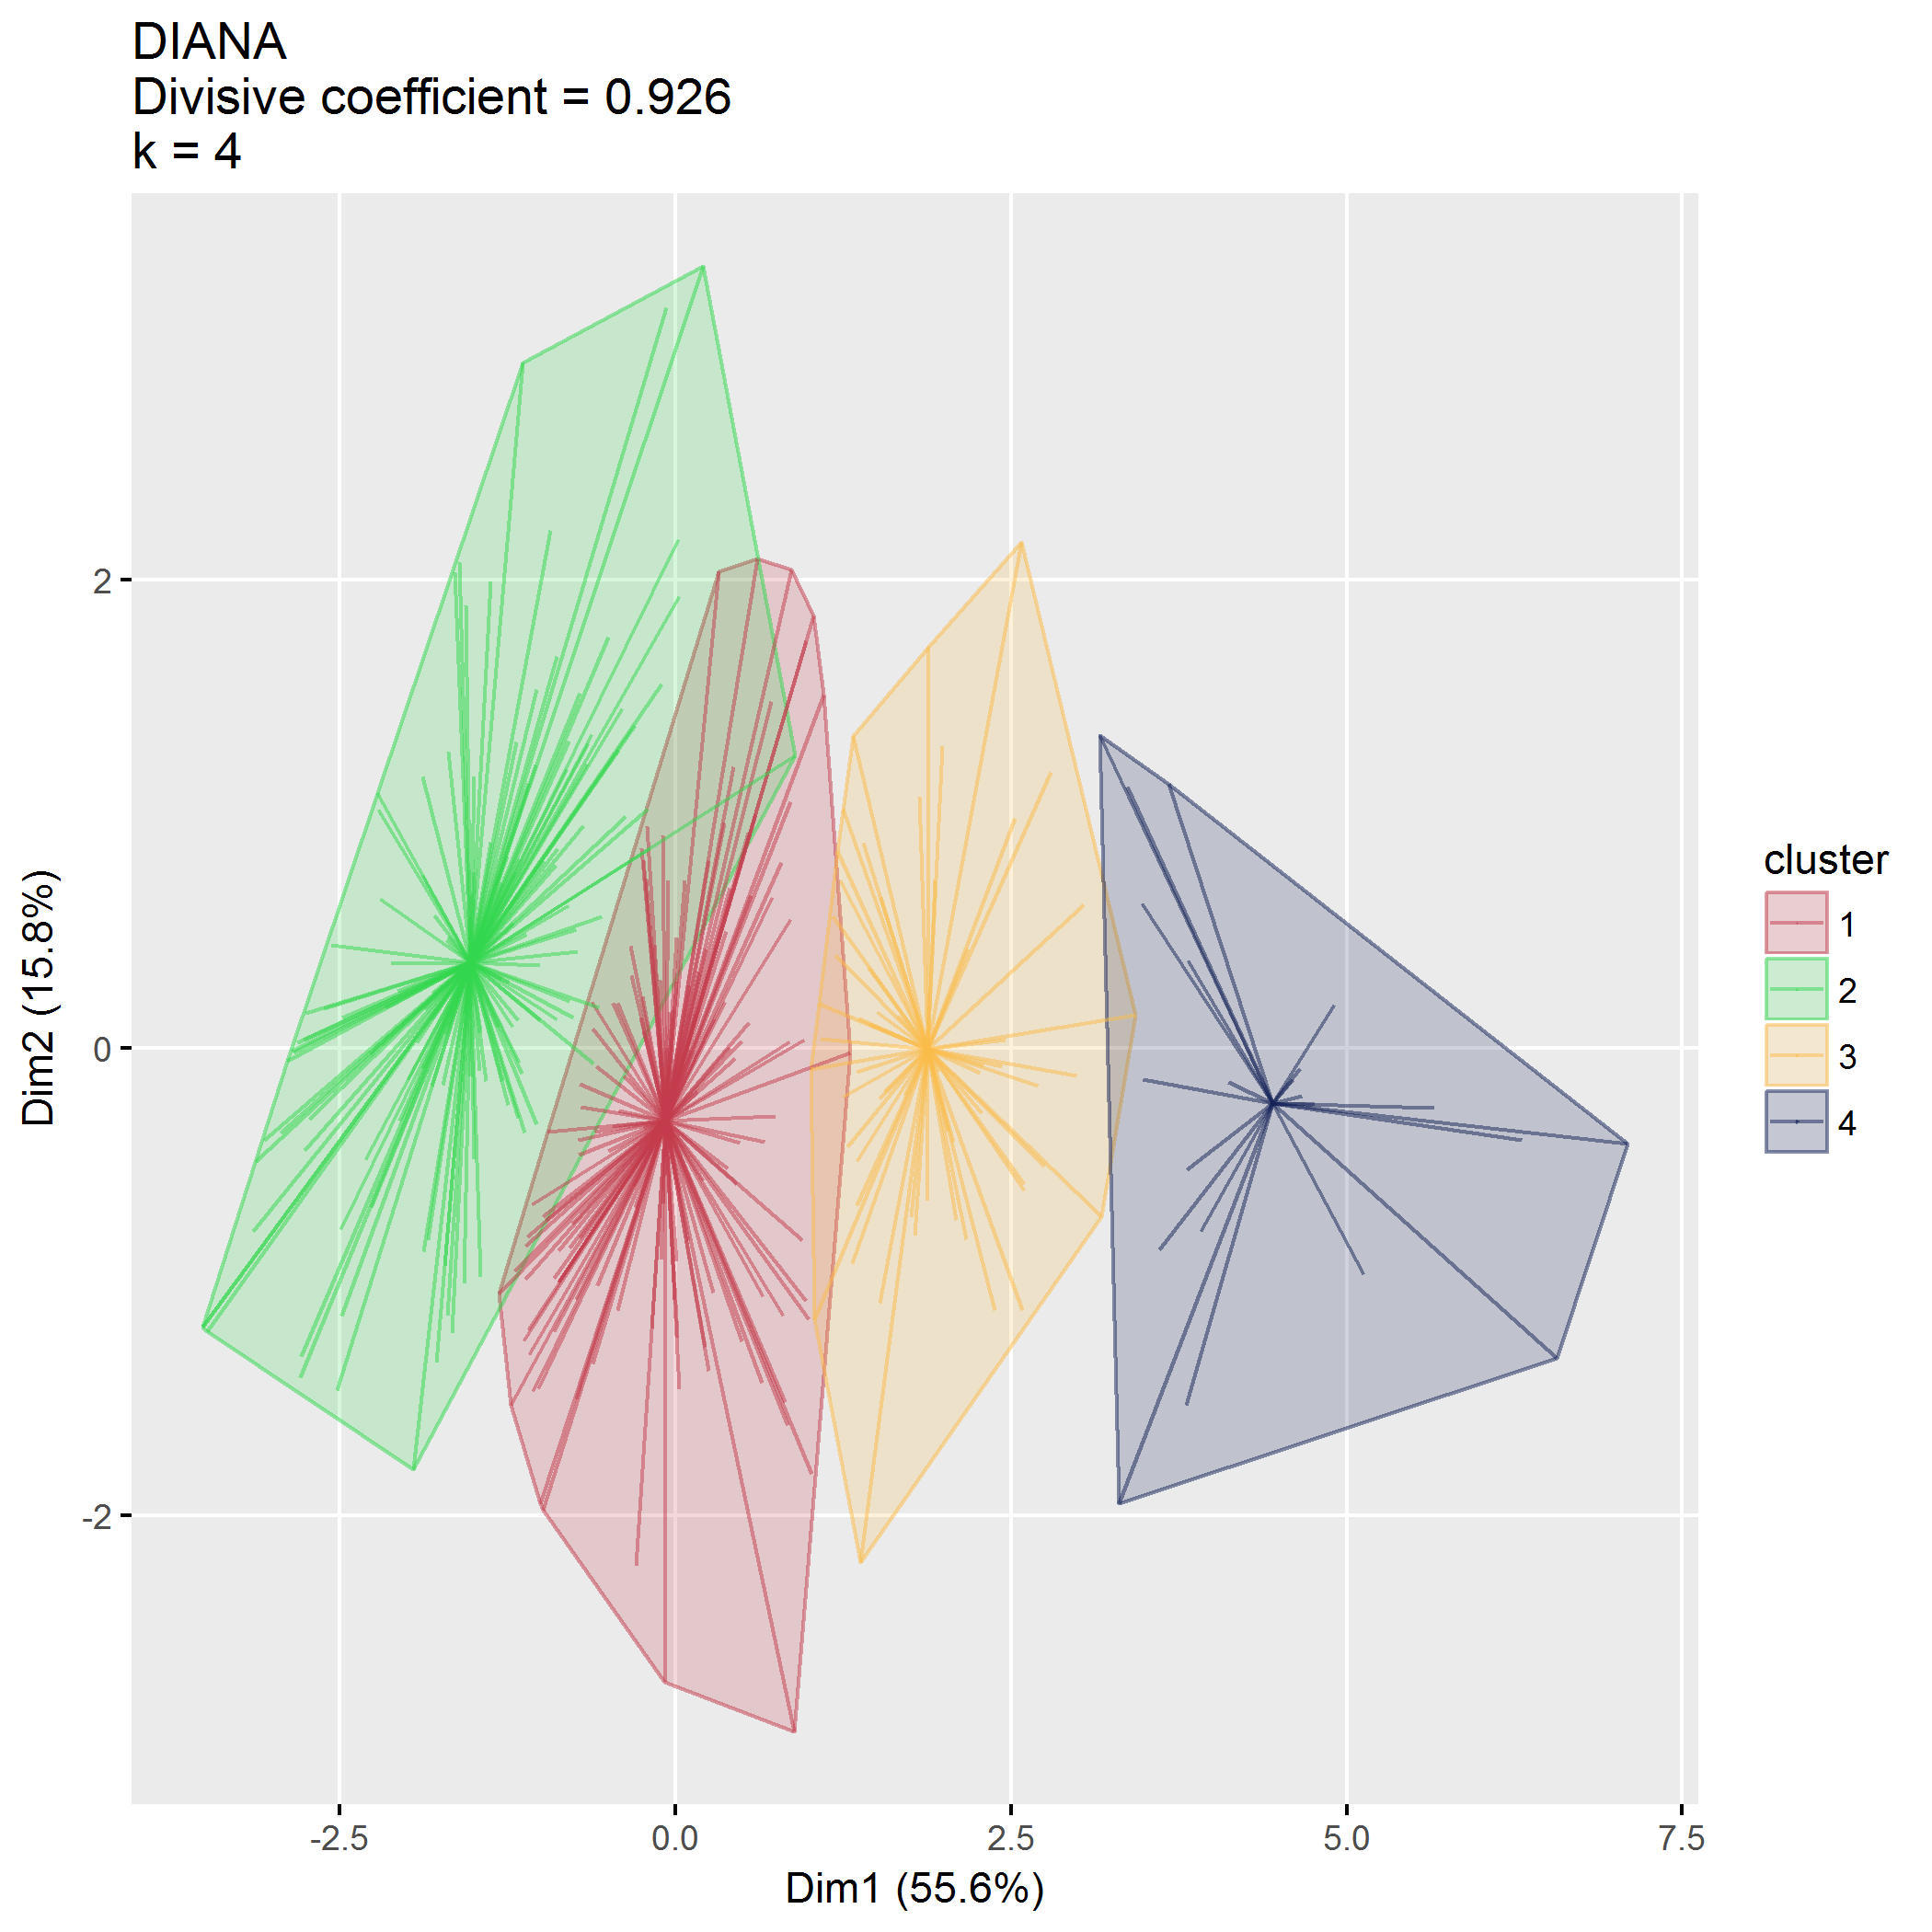 DIANA
Divisive coefficient = 0.926
k = 4
Dim2 (15.8%)
2
0
-2
-2.5 0.0 2.5 5.0 7.5
Dim1 (55.6%)
cluster
1
2
3
4